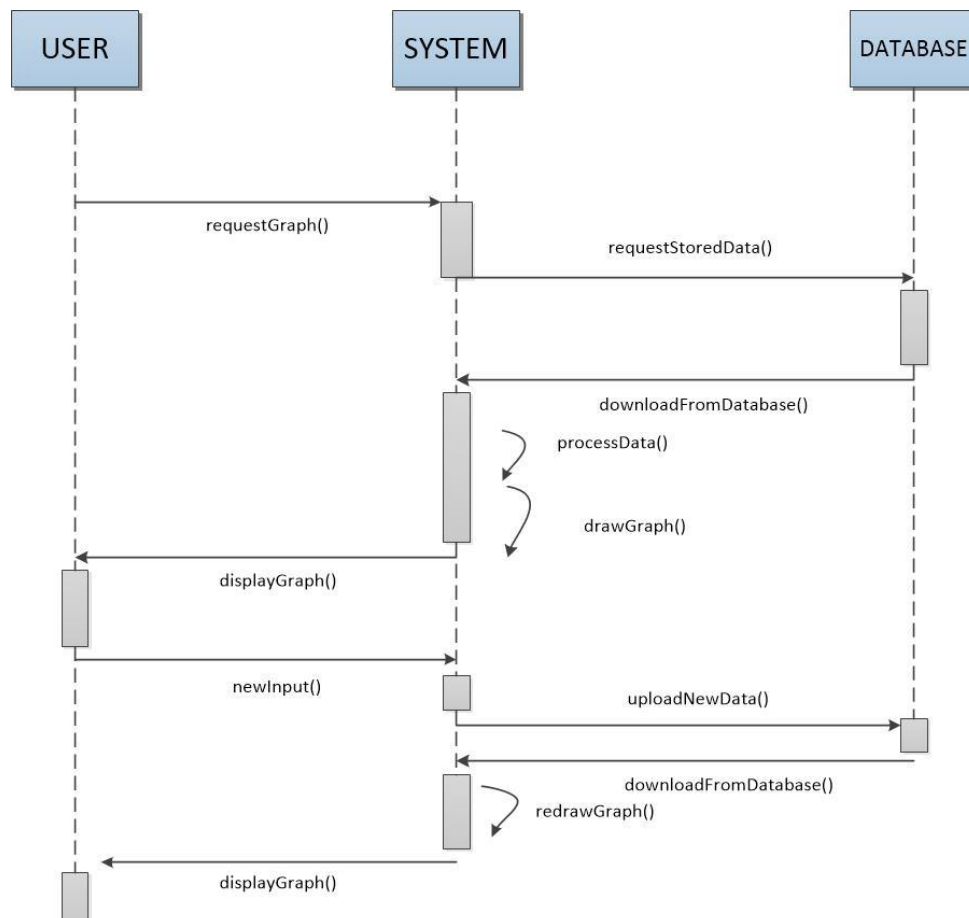 USER
SYSTEM
DATABASE
requestGraph()
requestStoredData()
downloadFromDatabase()
processData()
drawGraph()
displayGraph()
newInput()
uploadNewData()
downloadFromDatabase()
redrawGraph()
displayGraph()